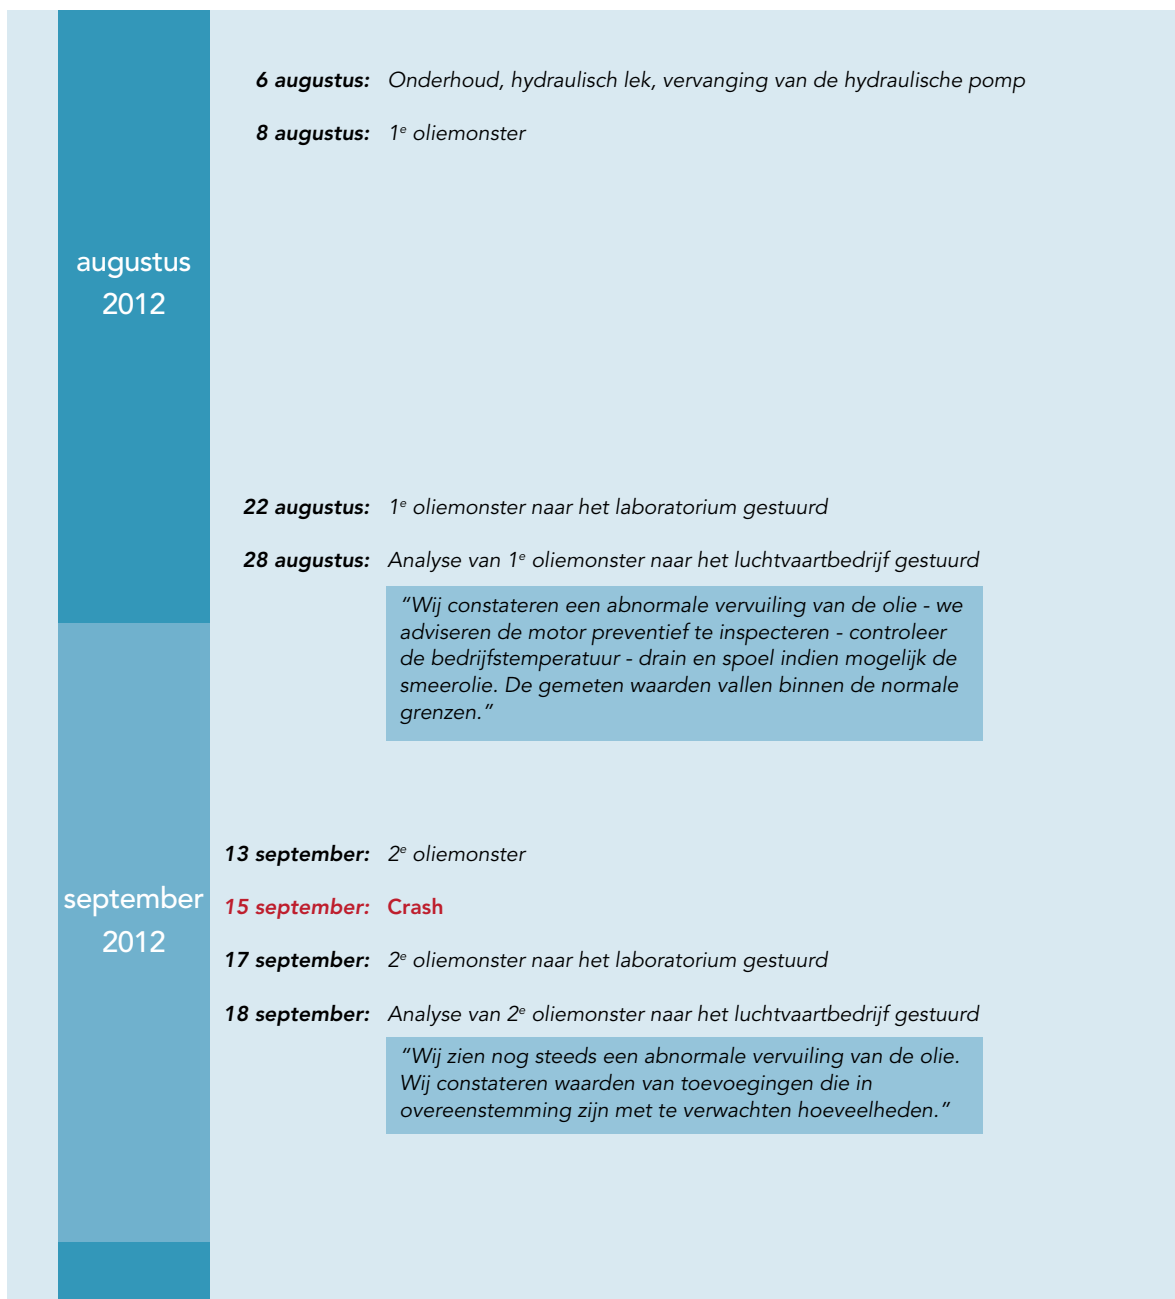 6 augustus: Onderhoud, hydraulisch lek, vervanging van de hydraulische pomp
8 augustus: 1e oliemonster
augustus
2012
22 augustus: 1e oliemonster naar het laboratorium gestuurd
28 augustus: Analyse van 1e oliemonster naar het luchtvaartbedrijf gestuurd
"Wij constateren een abnormale vervuiling van de olie - we
adviseren de motor preventief te inspecteren - controleer
de bedrijfstemperatuur - drain en spoel indien mogelijk de
smeerolie. De gemeten waarden vallen binnen de normale
grenzen."
13 september: 2e oliemonster
september
2012
15 september: Crash
17 september: 2e oliemonster naar het laboratorium gestuurd
18 september: Analyse van 2e oliemonster naar het luchtvaartbedrijf gestuurd
"Wij zien nog steeds een abnormale vervuiling van de olie.
Wij constateren waarden van toevoegingen die in
overeenstemming zijn met te verwachten hoeveelheden."